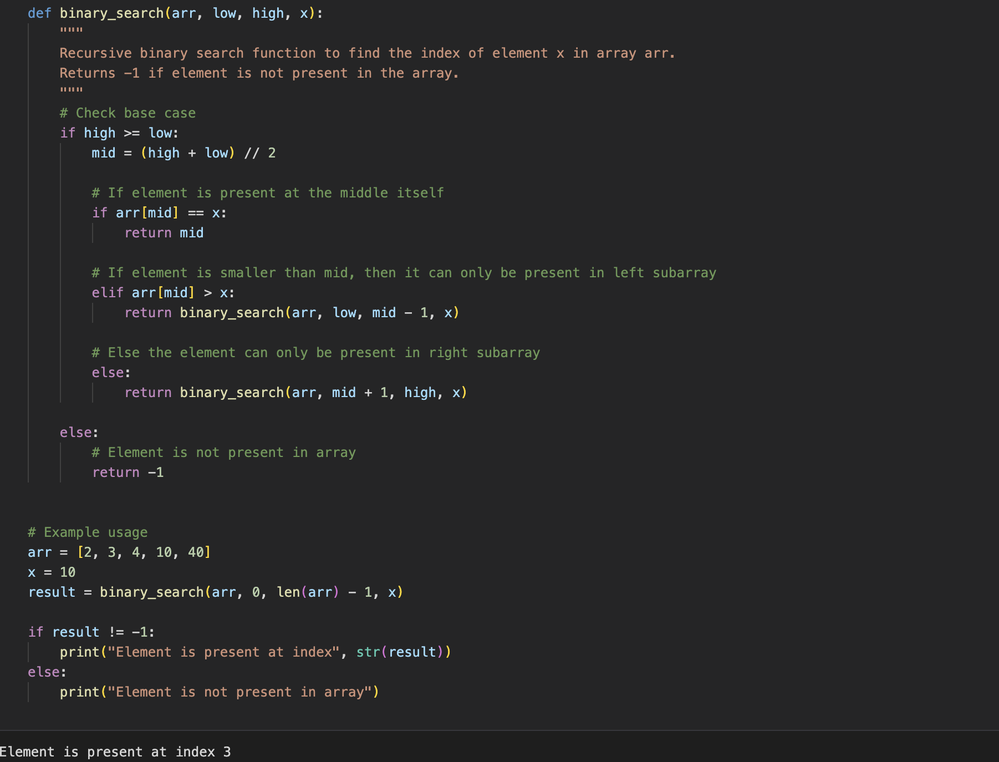 def binary_search(arr, low, high, x):
    """
    Recursive binary search function to find the index of element x in array arr.
    Returns -1 if element is not present in the array.
    """
    # Check base case
    if high >= low:
        mid = (high + low) // 2

        # If element is present at the middle itself
        if arr[mid] == x:
            return mid

        # If element is smaller than mid, then it can only be present in left subarray
        elif arr[mid] > x:
            return binary_search(arr, low, mid - 1, x)

        # Else the element can only be present in right subarray
        else:
            return binary_search(arr, mid + 1, high, x)

    else:
        # Element is not present in array
        return -1


# Example usage
arr = [2, 3, 4, 10, 40]
x = 10
result = binary_search(arr, 0, len(arr) - 1, x)

if result != -1:
    print("Element is present at index", str(result))
else:
    print("Element is not present in array")

Element is present at index 3